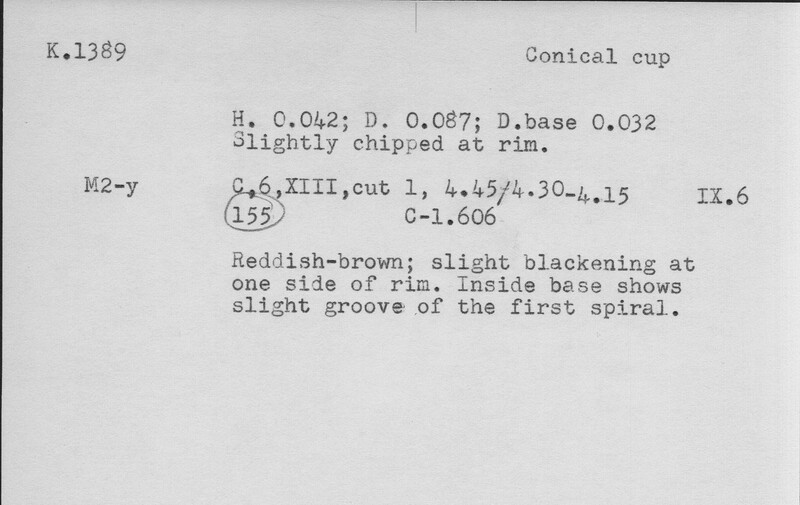 K.1389 Conical cup
H. 0.042; D. 0.087; D.base 0.032
Slightly chipped at rim.
M2-y C,6,XIII,cut 1, 4.45/4.30-4.15 IX.6
155 C-1.606
Reddish-brown; slight blackening at
one side of rim. Inside base shows
slight groove of the first spiral.